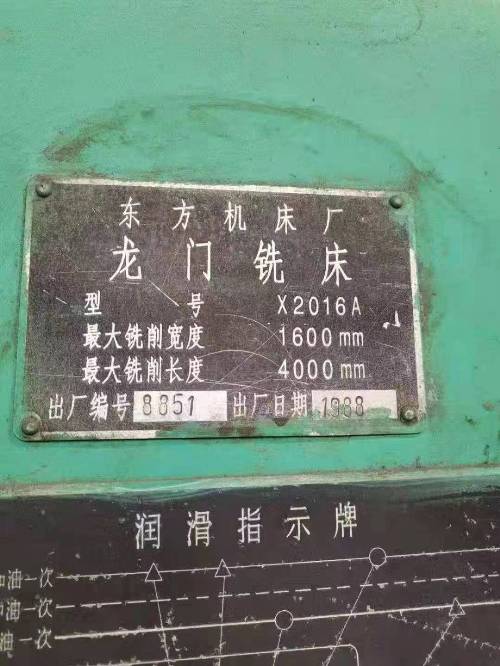 东方机床厂
龙门铣床
型号 X2016A
最大铣削宽度 1600mm
最大铣削长度 4000mm
出厂编号 8851 出厂日期 1988
润滑指示牌
加油一次
加油一次
油一次